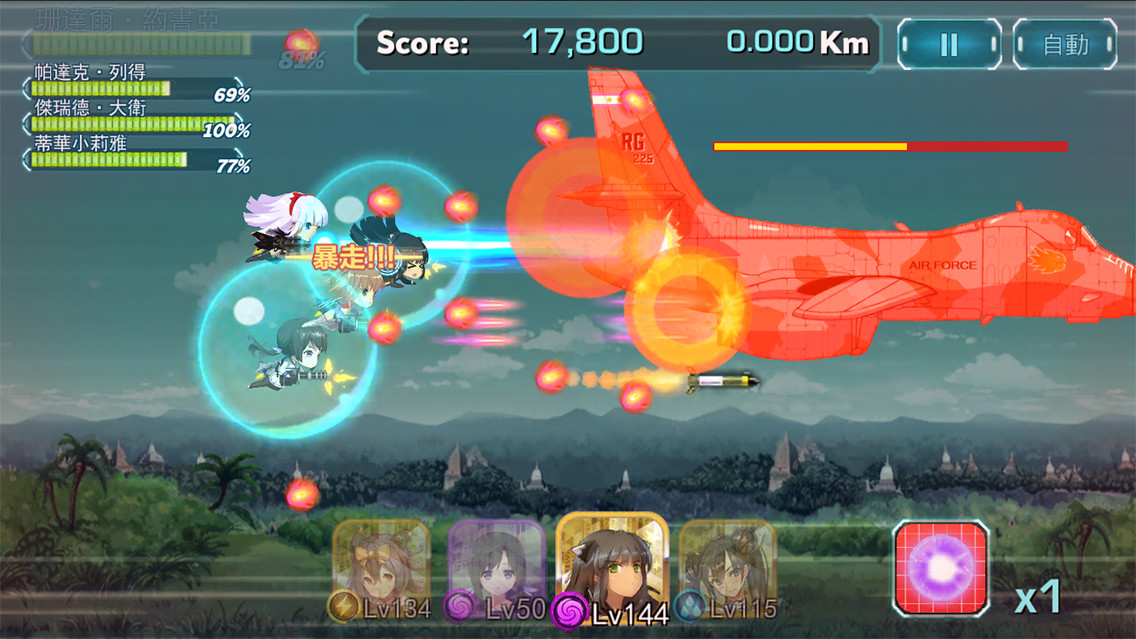 珊達爾·約書亞
81%
帕達克·列得
69%
傑瑞德·大衛
100%
蒂華小莉雅
77%
Score: 17,800 0.000 Km
自動
RG
225
AIR FORCE
暴走!!!
Lv134
Lv50
Lv144
Lv115
x1